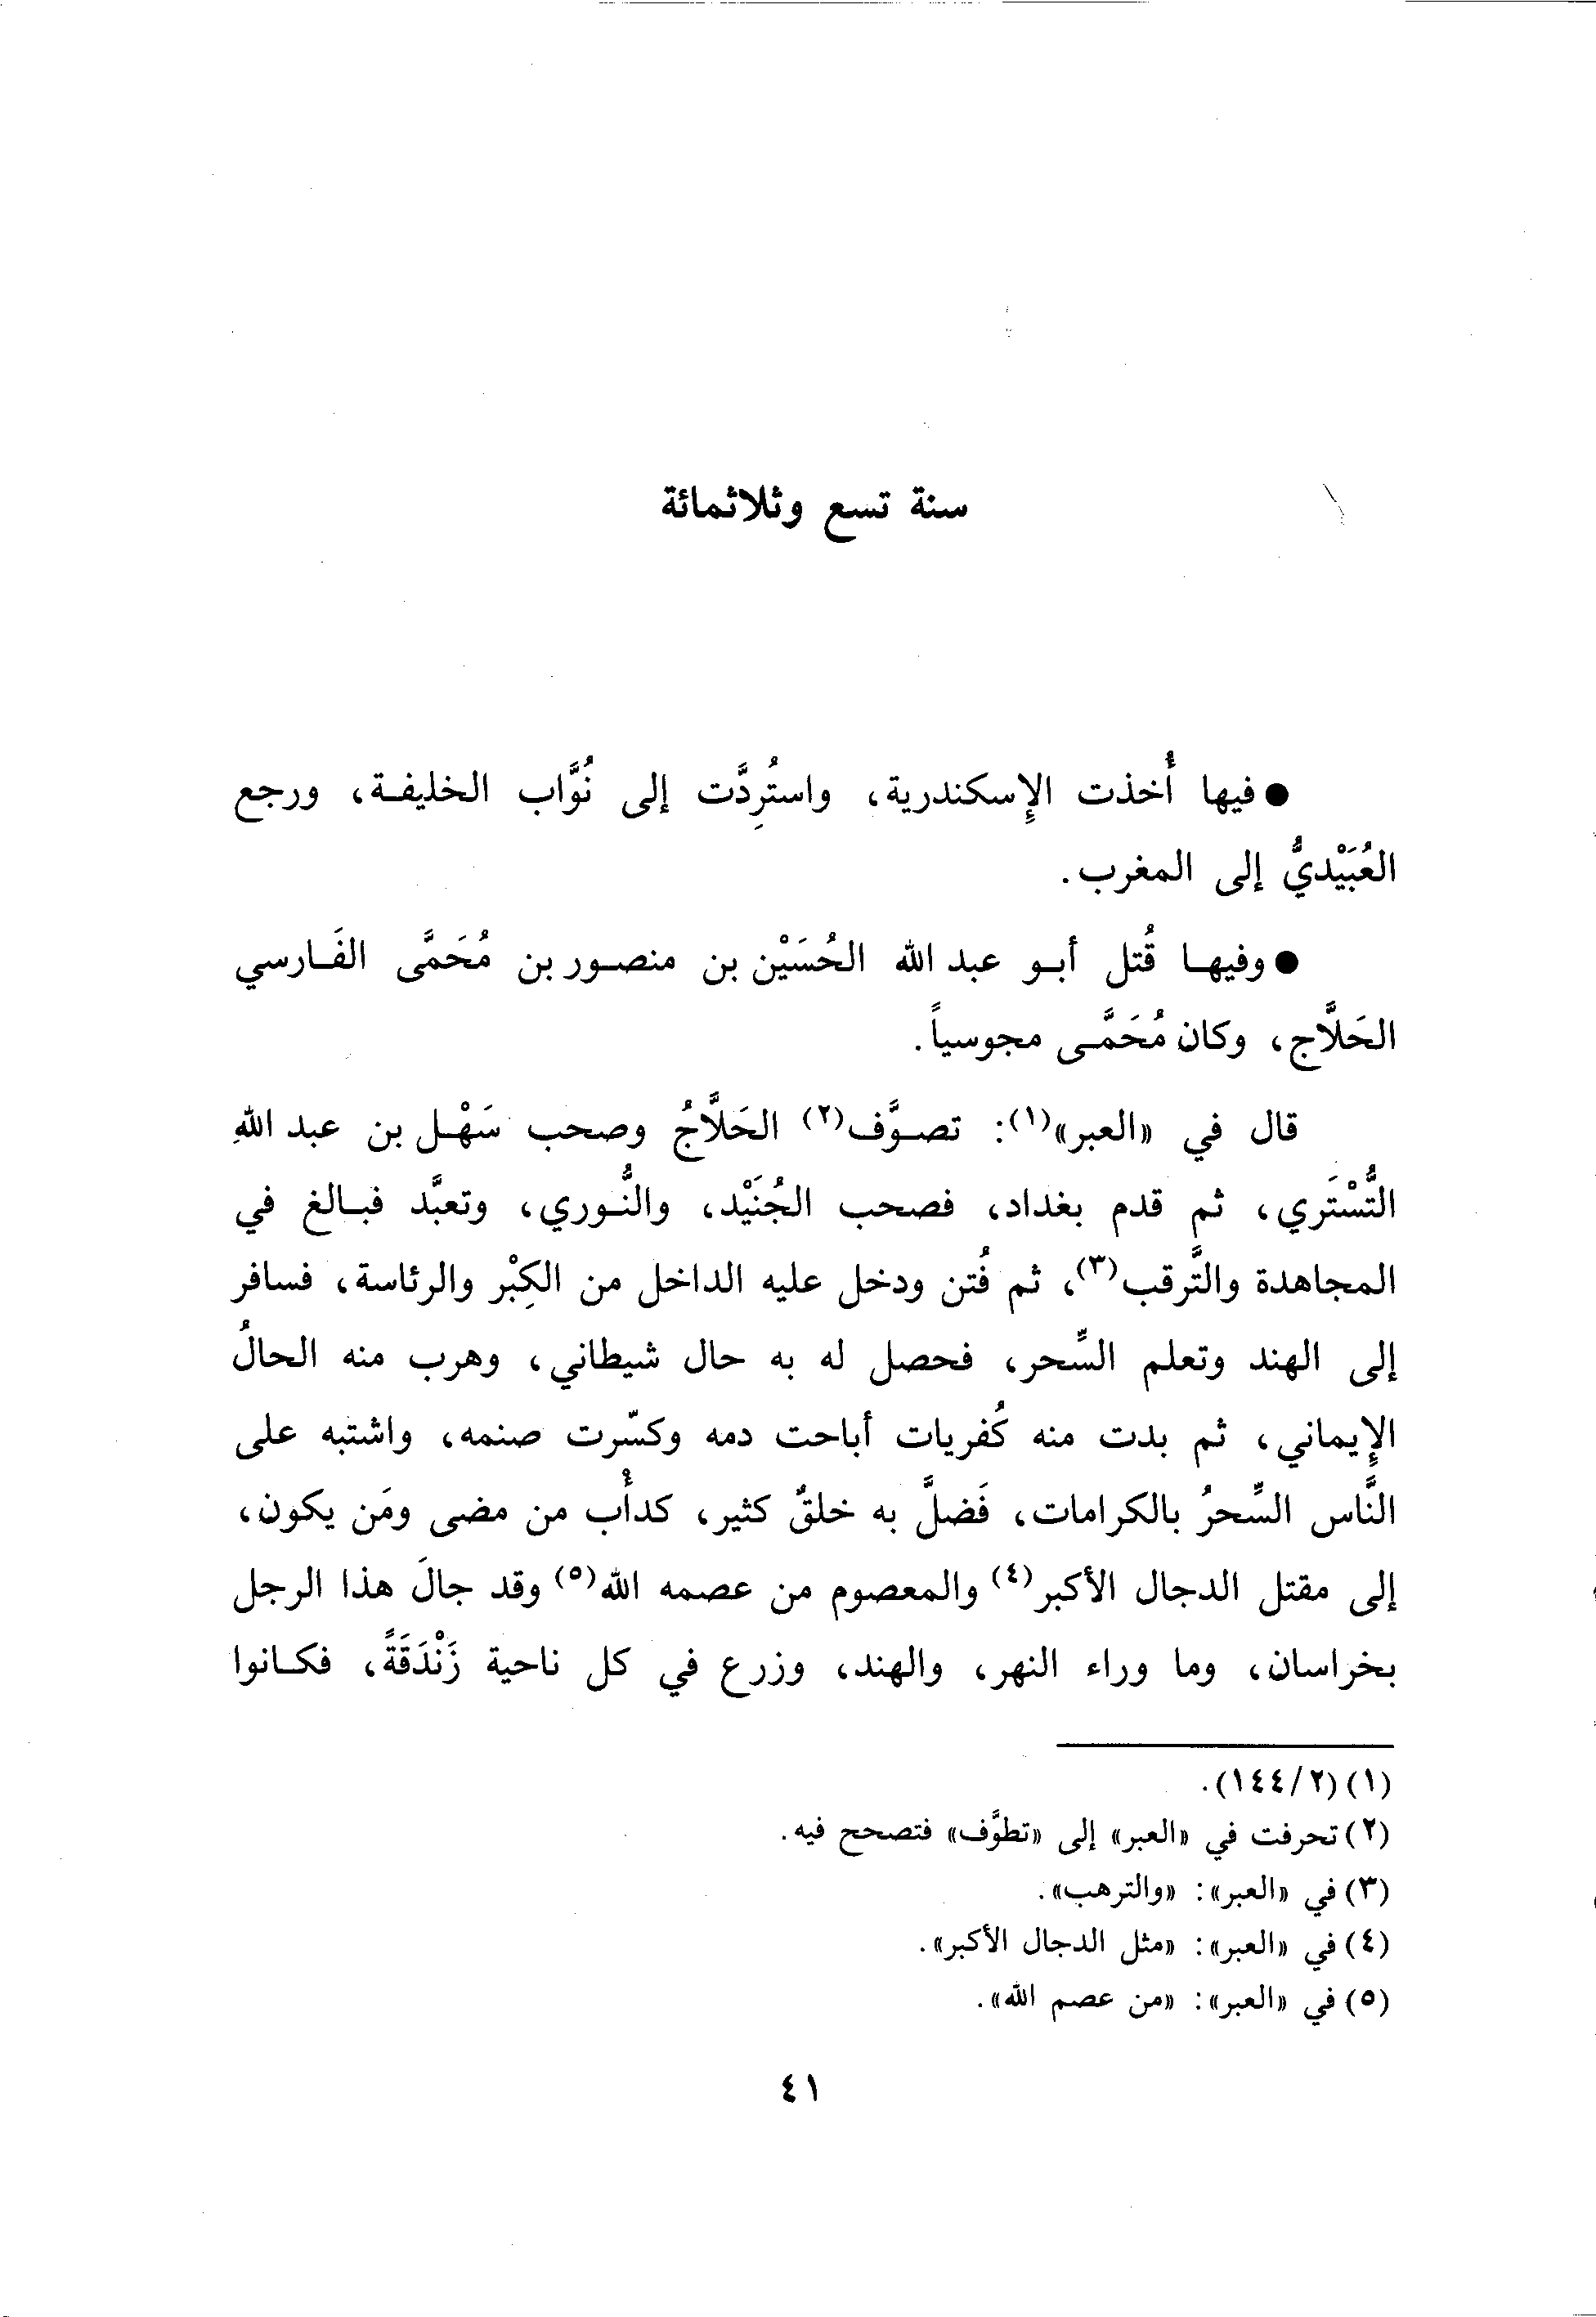 سنة تسع وثلاثمائة
● فيها أُخذت الإسكندرية، واستُرِدَّت إلى نُوَّاب الخليفة، ورجع
العُبَيْديُّ إلى المغرب.
● وفيها قُتل أبو عبد الله الحُسَيْن بن منصور بن مُحَمَّى الفَارسي
الحَلَّاج، وكان مُحَمَّى مجوسياً.
قال في «العبر»(١): تصوَّف(٢) الحَلَّاجُ وصحب سَهْل بن عبد اللهِ
التُّسْتَري، ثم قدم بغداد، فصحب الجُنَيْد، والنُّوري، وتعبَّد فبالغ في
المجاهدة والتَّرقب(٣)، ثم فُتن ودخل عليه الداخل من الكِبْر والرئاسة، فسافر
إلى الهند وتعلم السِّحر، فحصل له به حال شيطاني، وهرب منه الحالُ
الإيماني، ثم بدت منه كُفريات أباحت دمه وكسّرت صنمه، واشتبه على
النَّاس السِّحرُ بالكرامات، فَضلَّ به خلقٌ كثير، كدأْب من مضى ومَن يكون،
إلى مقتل الدجال الأكبر(٤) والمعصوم من عصمه الله(٥) وقد جالَ هذا الرجل
بخراسان، وما وراء النهر، والهند، وزرع في كل ناحية زَنْدَقَةً، فكانوا
(١) (١٤٤/٢).
(٢) تحرفت في «العبر» إلى «تطوَّف» فتصحح فيه.
(٣) في «العبر»: «والترهب».
(٤) في «العبر»: «مثل الدجال الأكبر».
(٥) في «العبر»: «من عصم الله».
٤١